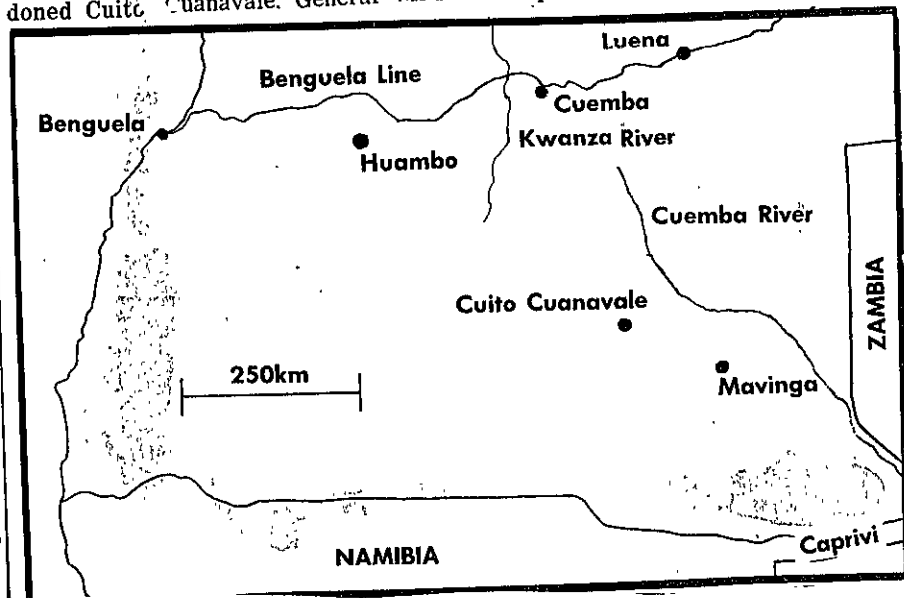 doned Cuito Cuanavale. General
Luena
Benguela Line
Cuemba
Benguela
Kwanza River
Huambo
Cuemba River
ZAMBIA
Cuito Cuanavale
250km
Mavinga
Caprivi
NAMIBIA